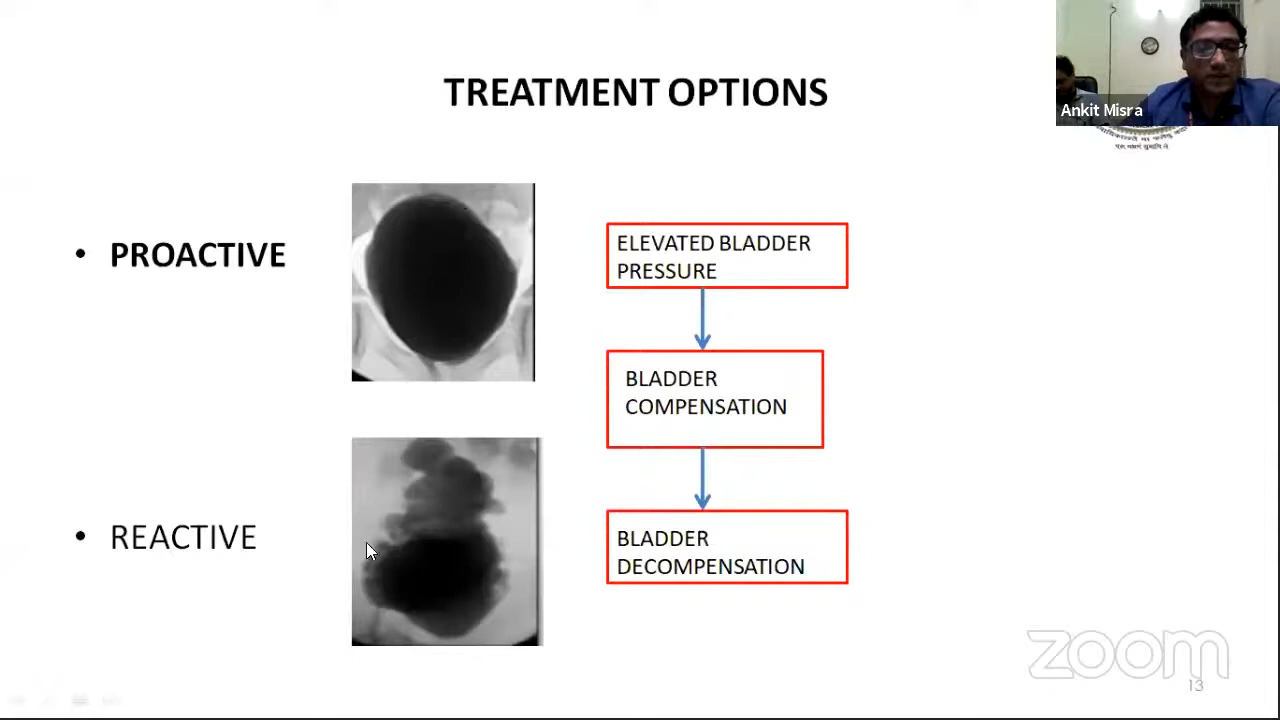 TREATMENT OPTIONS
Ankit Misra
• PROACTIVE
ELEVATED BLADDER
PRESSURE
BLADDER
COMPENSATION
• REACTIVE
BLADDER
DECOMPENSATION
zoom
13